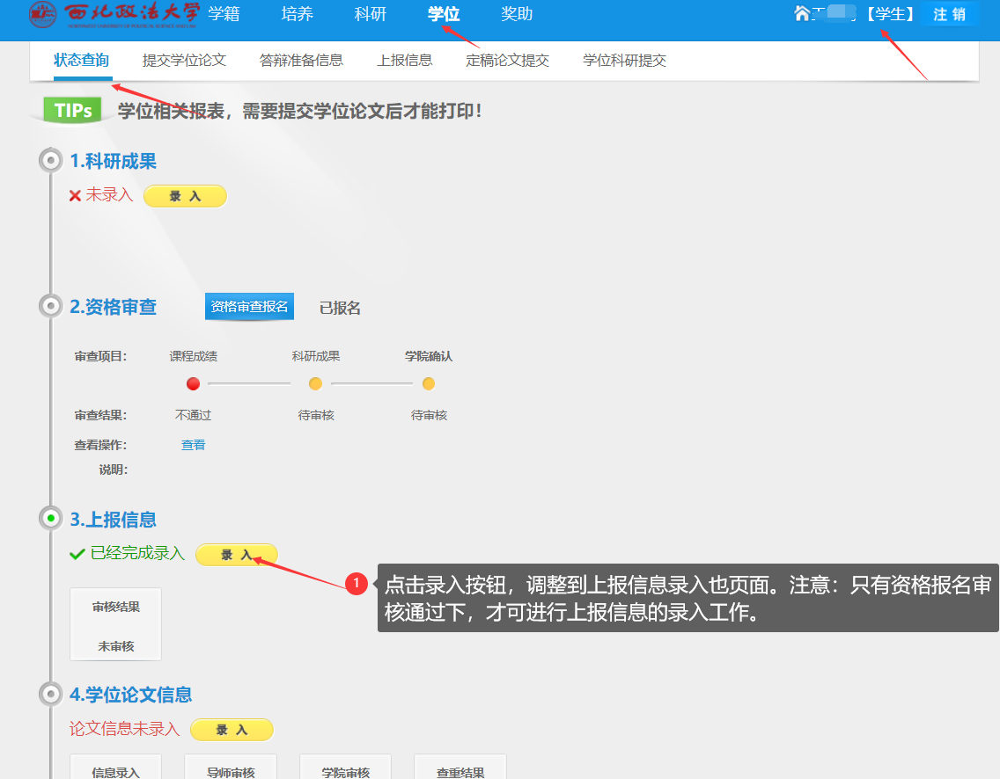 西北政法大学 学籍 培养 科研 学位 奖助 【学生】 注 销
状态查询 提交学位论文 答辩准备信息 上报信息 定稿论文提交 学位科研提交
TIPs 学位相关报表，需要提交学位论文后才能打印！
1.科研成果
未录入 录 入
2.资格审查 资格审查报名 已报名
审查项目： 课程成绩 科研成果 学院确认
审查结果： 不通过 待审核 待审核
查看操作： 查看
说明：
3.上报信息
已经完成录入 录 入
1 点击录入按钮，调整到上报信息录入也页面。注意：只有资格报名审
核通过下，才可进行上报信息的录入工作。
审核结果
未审核
4.学位论文信息
论文信息未录入 录 入
信息录入 导师审核 学院审核 查重结果